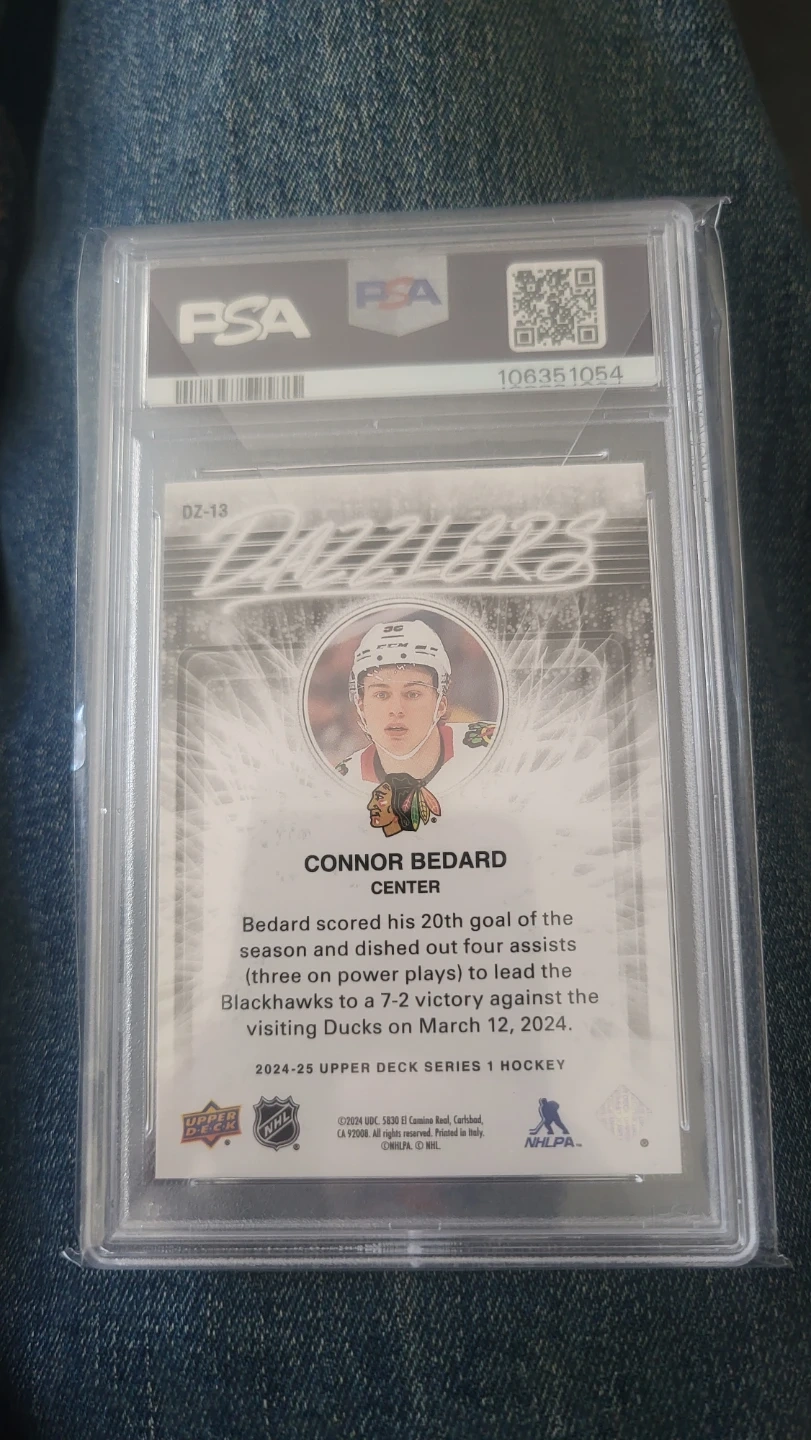 PSA
PSA
106351054
DZ-13
DAZZLERS
CCM
CONNOR BEDARD
CENTER
Bedard scored his 20th goal of the
season and dished out four assists
(three on power plays) to lead the
Blackhawks to a 7-2 victory against the
visiting Ducks on March 12, 2024.
2024-25 UPPER DECK SERIES 1 HOCKEY
UPPER
D·E·C·K
NHL
©2024 UDC. 5830 El Camino Real, Carlsbad,
CA 92008. All rights reserved. Printed in Italy.
©NHLPA. © NHL.
NHLPA™